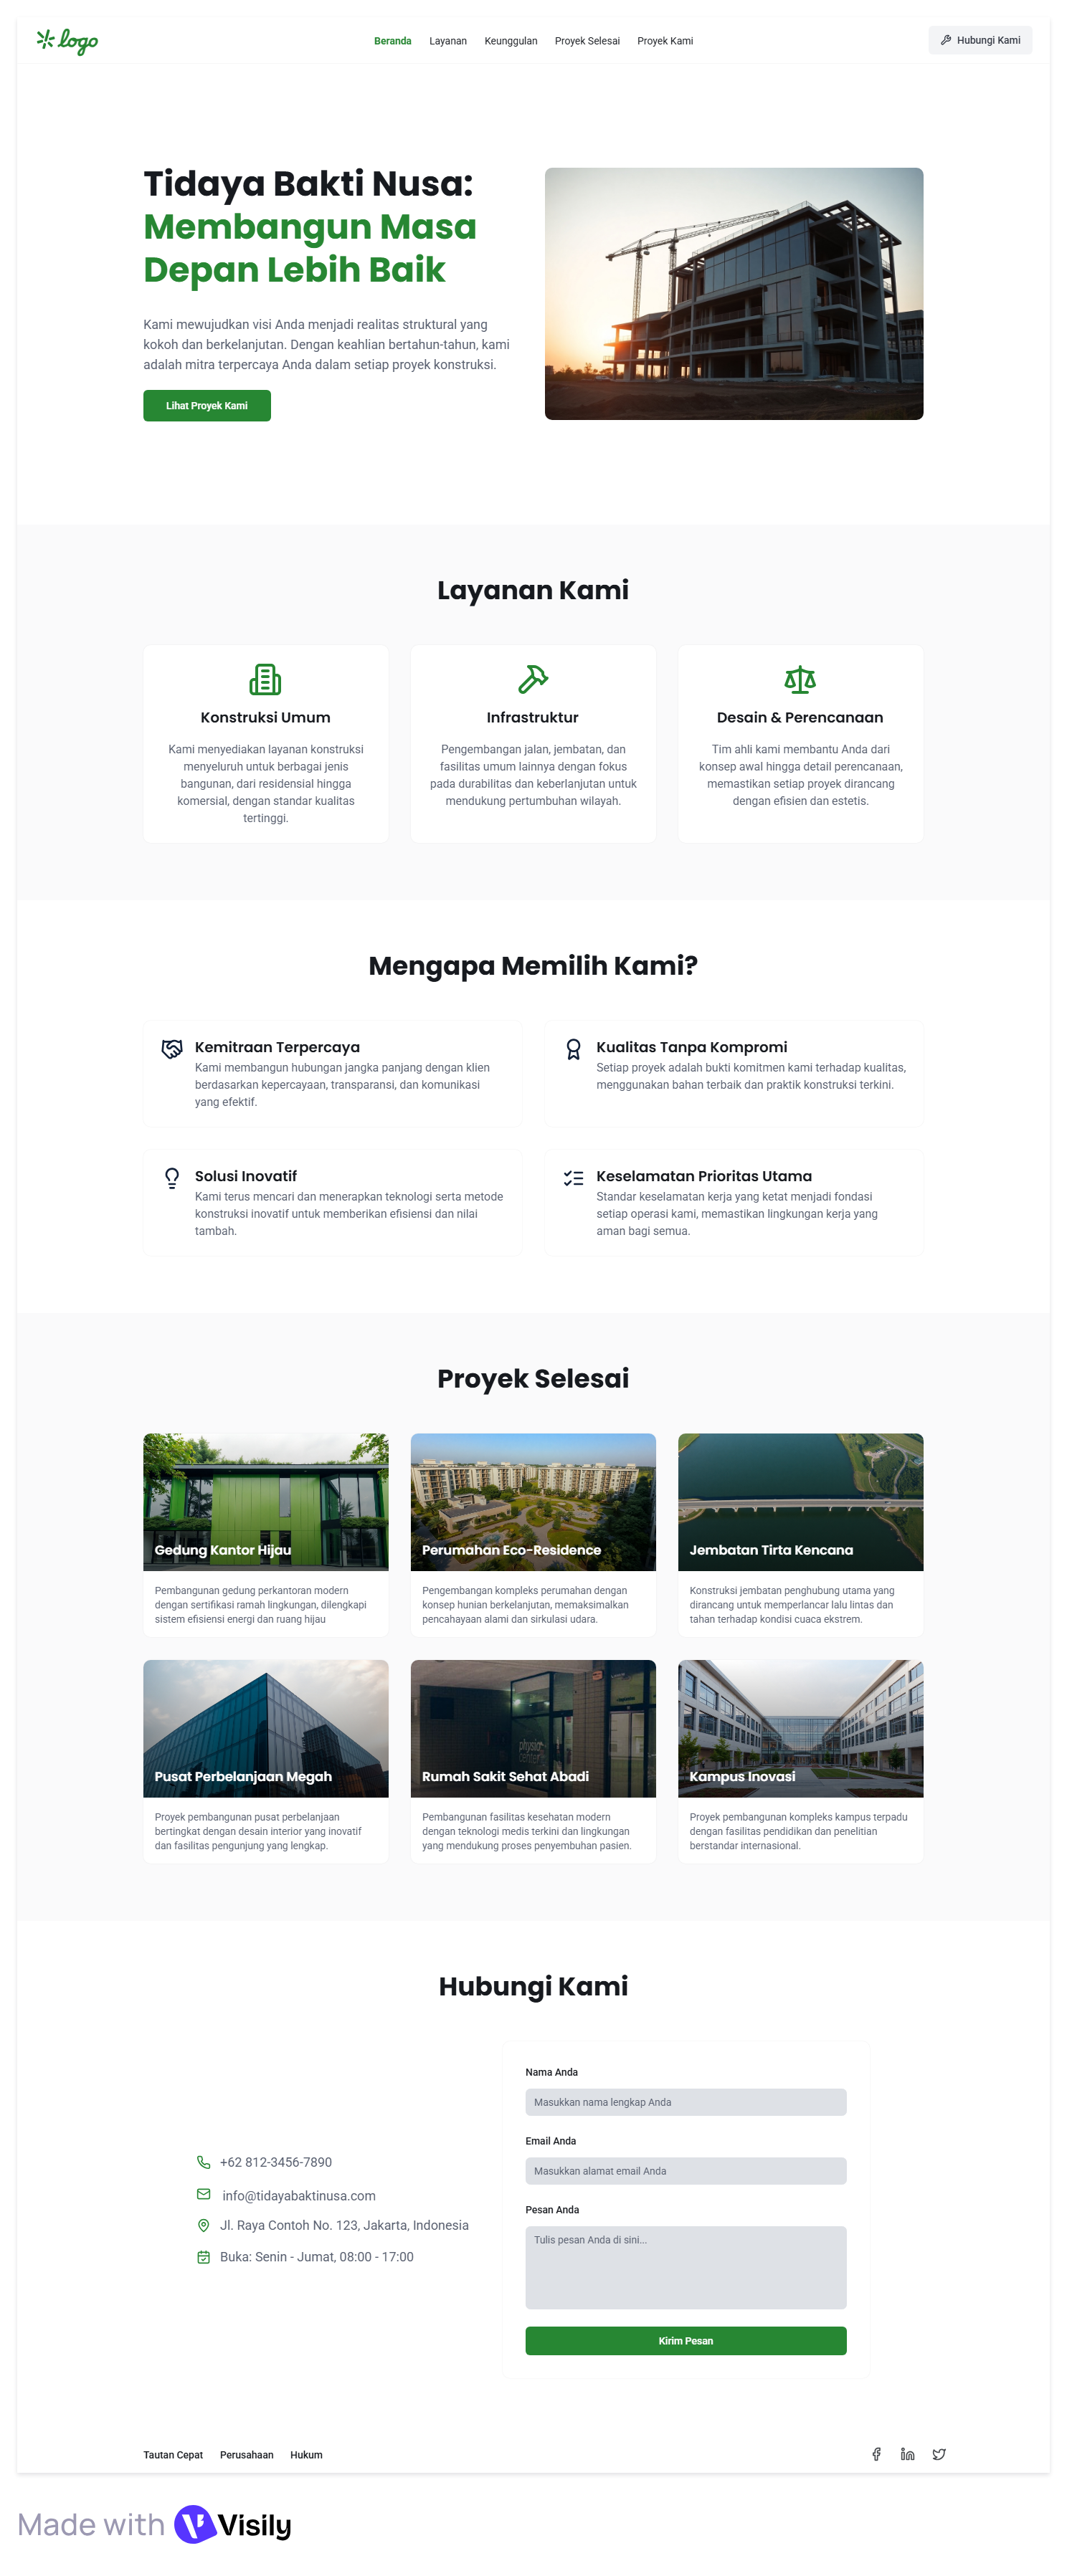 logo
Beranda
Layanan
Keunggulan
Proyek Selesai
Proyek Kami
Hubungi Kami
Tidaya Bakti Nusa:
Membangun Masa
Depan Lebih Baik
Kami mewujudkan visi Anda menjadi realitas struktural yang
kokoh dan berkelanjutan. Dengan keahlian bertahun-tahun, kami
adalah mitra terpercaya Anda dalam setiap proyek konstruksi.
Lihat Proyek Kami
Layanan Kami
Konstruksi Umum
Kami menyediakan layanan konstruksi
menyeluruh untuk berbagai jenis
bangunan, dari residensial hingga
komersial, dengan standar kualitas
tertinggi.
Infrastruktur
Pengembangan jalan, jembatan, dan
fasilitas umum lainnya dengan fokus
pada durabilitas dan keberlanjutan untuk
mendukung pertumbuhan wilayah.
Desain & Perencanaan
Tim ahli kami membantu Anda dari
konsep awal hingga detail perencanaan,
memastikan setiap proyek dirancang
dengan efisien dan estetis.
Mengapa Memilih Kami?
Kemitraan Terpercaya
Kami membangun hubungan jangka panjang dengan klien
berdasarkan kepercayaan, transparansi, dan komunikasi
yang efektif.
Kualitas Tanpa Kompromi
Setiap proyek adalah bukti komitmen kami terhadap kualitas,
menggunakan bahan terbaik dan praktik konstruksi terkini.
Solusi Inovatif
Kami terus mencari dan menerapkan teknologi serta metode
konstruksi inovatif untuk memberikan efisiensi dan nilai
tambah.
Keselamatan Prioritas Utama
Standar keselamatan kerja yang ketat menjadi fondasi
setiap operasi kami, memastikan lingkungan kerja yang
aman bagi semua.
Proyek Selesai
Gedung Kantor Hijau
Pembangunan gedung perkantoran modern
dengan sertifikasi ramah lingkungan, dilengkapi
sistem efisiensi energi dan ruang hijau
Perumahan Eco-Residence
Pengembangan kompleks perumahan dengan
konsep hunian berkelanjutan, memaksimalkan
pencahayaan alami dan sirkulasi udara.
Jembatan Tirta Kencana
Konstruksi jembatan penghubung utama yang
dirancang untuk memperlancar lalu lintas dan
tahan terhadap kondisi cuaca ekstrem.
Pusat Perbelanjaan Megah
Proyek pembangunan pusat perbelanjaan
bertingkat dengan desain interior yang inovatif
dan fasilitas pengunjung yang lengkap.
Rumah Sakit Sehat Abadi
Pembangunan fasilitas kesehatan modern
dengan teknologi medis terkini dan lingkungan
yang mendukung proses penyembuhan pasien.
Kampus Inovasi
Proyek pembangunan kompleks kampus terpadu
dengan fasilitas pendidikan dan penelitian
berstandar internasional.
Hubungi Kami
+62 812-3456-7890
info@tidayabaktinusa.com
Jl. Raya Contoh No. 123, Jakarta, Indonesia
Buka: Senin - Jumat, 08:00 - 17:00
Nama Anda
Masukkan nama lengkap Anda
Email Anda
Masukkan alamat email Anda
Pesan Anda
Tulis pesan Anda di sini...
Kirim Pesan
Tautan Cepat
Perusahaan
Hukum
Made with Visily